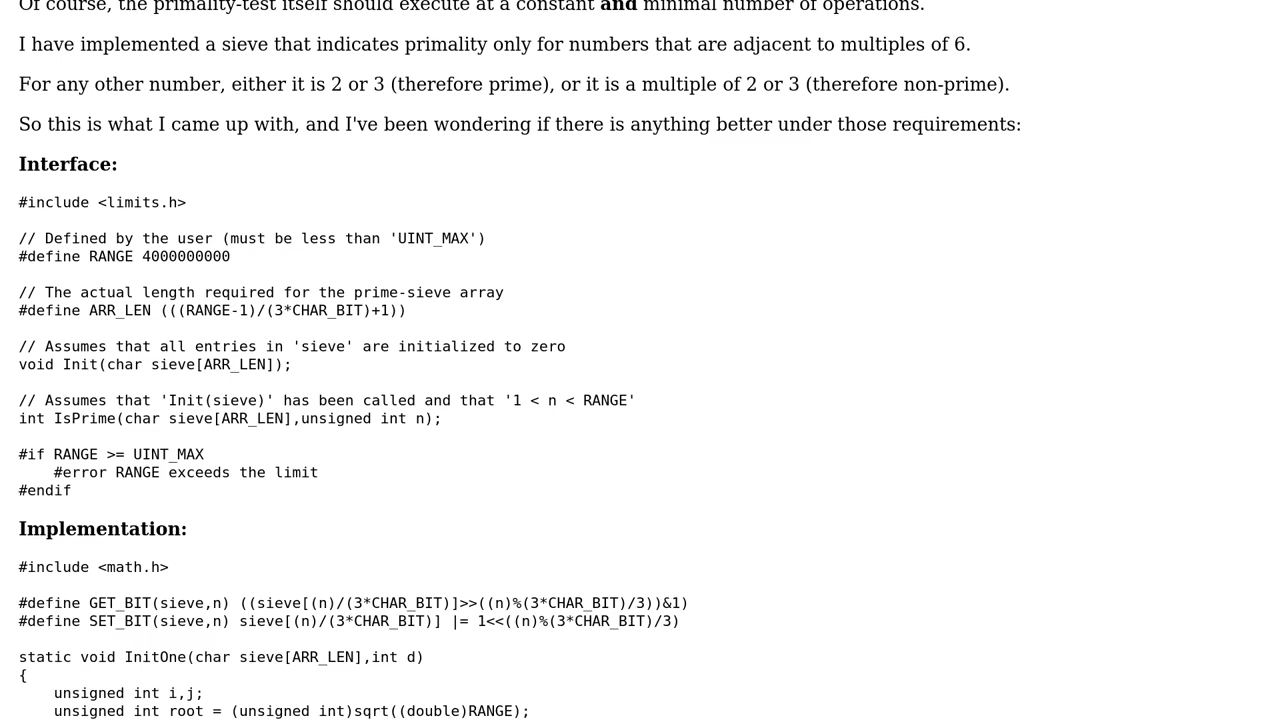 Of course, the primality-test itself should execute at a constant and minimal number of operations.
I have implemented a sieve that indicates primality only for numbers that are adjacent to multiples of 6.
For any other number, either it is 2 or 3 (therefore prime), or it is a multiple of 2 or 3 (therefore non-prime).
So this is what I came up with, and I've been wondering if there is anything better under those requirements:
Interface:
#include <limits.h>
// Defined by the user (must be less than 'UINT_MAX')
#define RANGE 4000000000
// The actual length required for the prime-sieve array
#define ARR_LEN (((RANGE-1)/(3*CHAR_BIT)+1))
// Assumes that all entries in 'sieve' are initialized to zero
void Init(char sieve[ARR_LEN]);
// Assumes that 'Init(sieve)' has been called and that '1 < n < RANGE'
int IsPrime(char sieve[ARR_LEN],unsigned int n);
#if RANGE >= UINT_MAX
    #error RANGE exceeds the limit
#endif
Implementation:
#include <math.h>
#define GET_BIT(sieve,n) ((sieve[(n)/(3*CHAR_BIT)]>>((n)%(3*CHAR_BIT)/3))&1)
#define SET_BIT(sieve,n) sieve[(n)/(3*CHAR_BIT)] |= 1<<((n)%(3*CHAR_BIT)/3)
static void InitOne(char sieve[ARR_LEN],int d)
{
    unsigned int i,j;
    unsigned int root = (unsigned int)sqrt((double)RANGE);